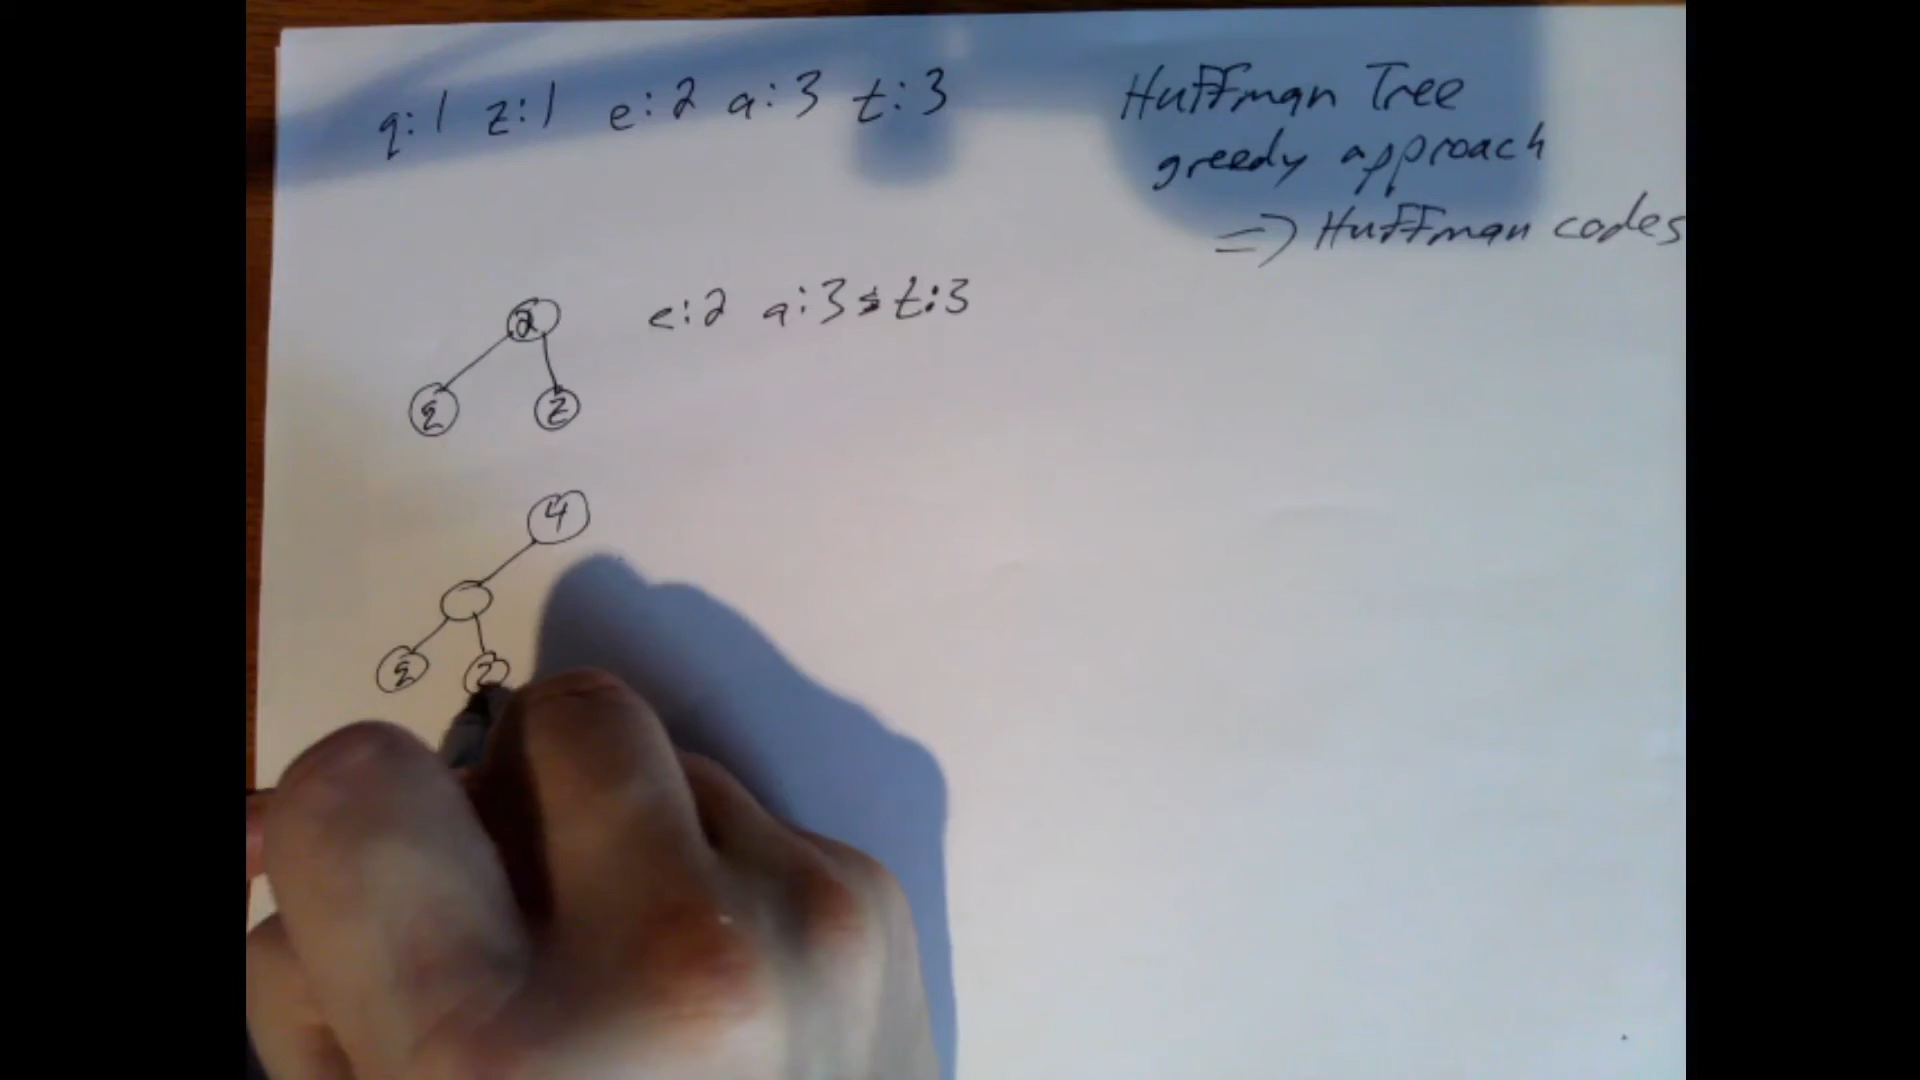 q:1 z:1 e:2 a:3 t:3
Huffman Tree
greedy approach
=> Huffman codes
2 e:2 a:3 t:3
q z
4
q z